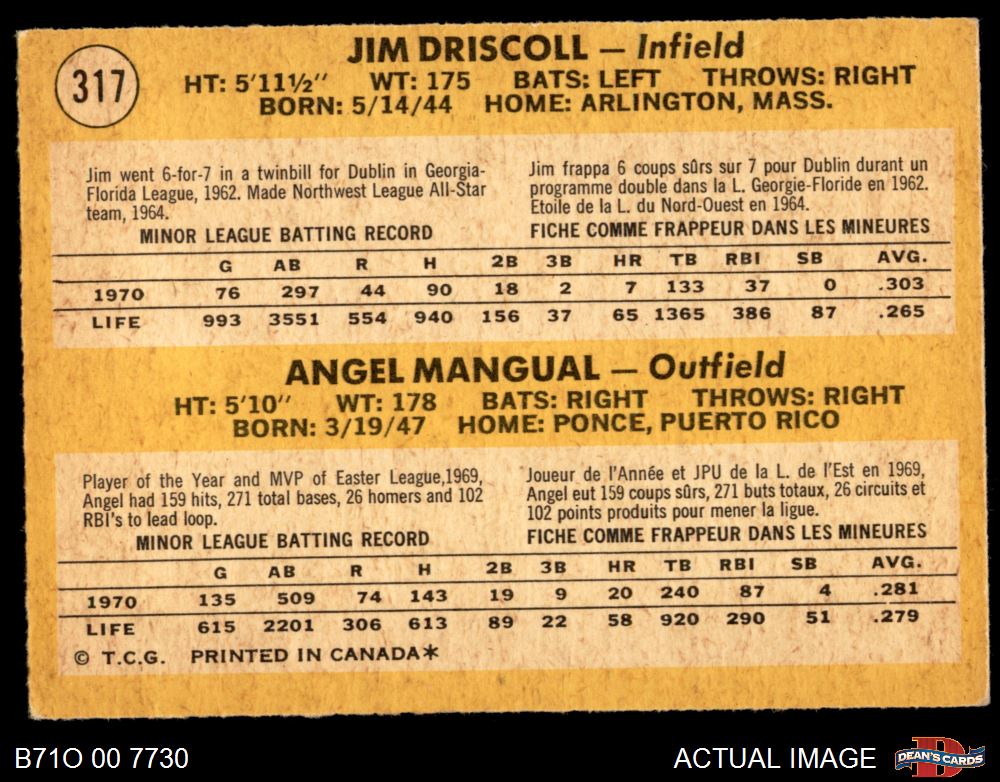 317
JIM DRISCOLL — Infield
HT: 5'11½" WT: 175 BATS: LEFT THROWS: RIGHT
BORN: 5/14/44 HOME: ARLINGTON, MASS.
Jim went 6-for-7 in a twinbill for Dublin in Georgia-
Florida League, 1962. Made Northwest League All-Star
team, 1964.
Jim frappa 6 coups sûrs sur 7 pour Dublin durant un
programme double dans la L. Georgie-Floride en 1962.
Etoile de la L. du Nord-Ouest en 1964.
MINOR LEAGUE BATTING RECORD FICHE COMME FRAPPEUR DANS LES MINEURES
G AB R H 2B 3B HR TB RBI SB AVG.
1970 76 297 44 90 18 2 7 133 37 0 .303
LIFE 993 3551 554 940 156 37 65 1365 386 87 .265
ANGEL MANGUAL — Outfield
HT: 5'10" WT: 178 BATS: RIGHT THROWS: RIGHT
BORN: 3/19/47 HOME: PONCE, PUERTO RICO
Player of the Year and MVP of Easter League,1969,
Angel had 159 hits, 271 total bases, 26 homers and 102
RBI's to lead loop.
Joueur de l'Année et JPU de la L. de l'Est en 1969,
Angel eut 159 coups sûrs, 271 buts totaux, 26 circuits et
102 points produits pour mener la ligue.
MINOR LEAGUE BATTING RECORD FICHE COMME FRAPPEUR DANS LES MINEURES
G AB R H 2B 3B HR TB RBI SB AVG.
1970 135 509 74 143 19 9 20 240 87 4 .281
LIFE 615 2201 306 613 89 22 58 920 290 51 .279
© T.C.G. PRINTED IN CANADA*
B71O 00 7730 ACTUAL IMAGE D DEAN'S CARDS